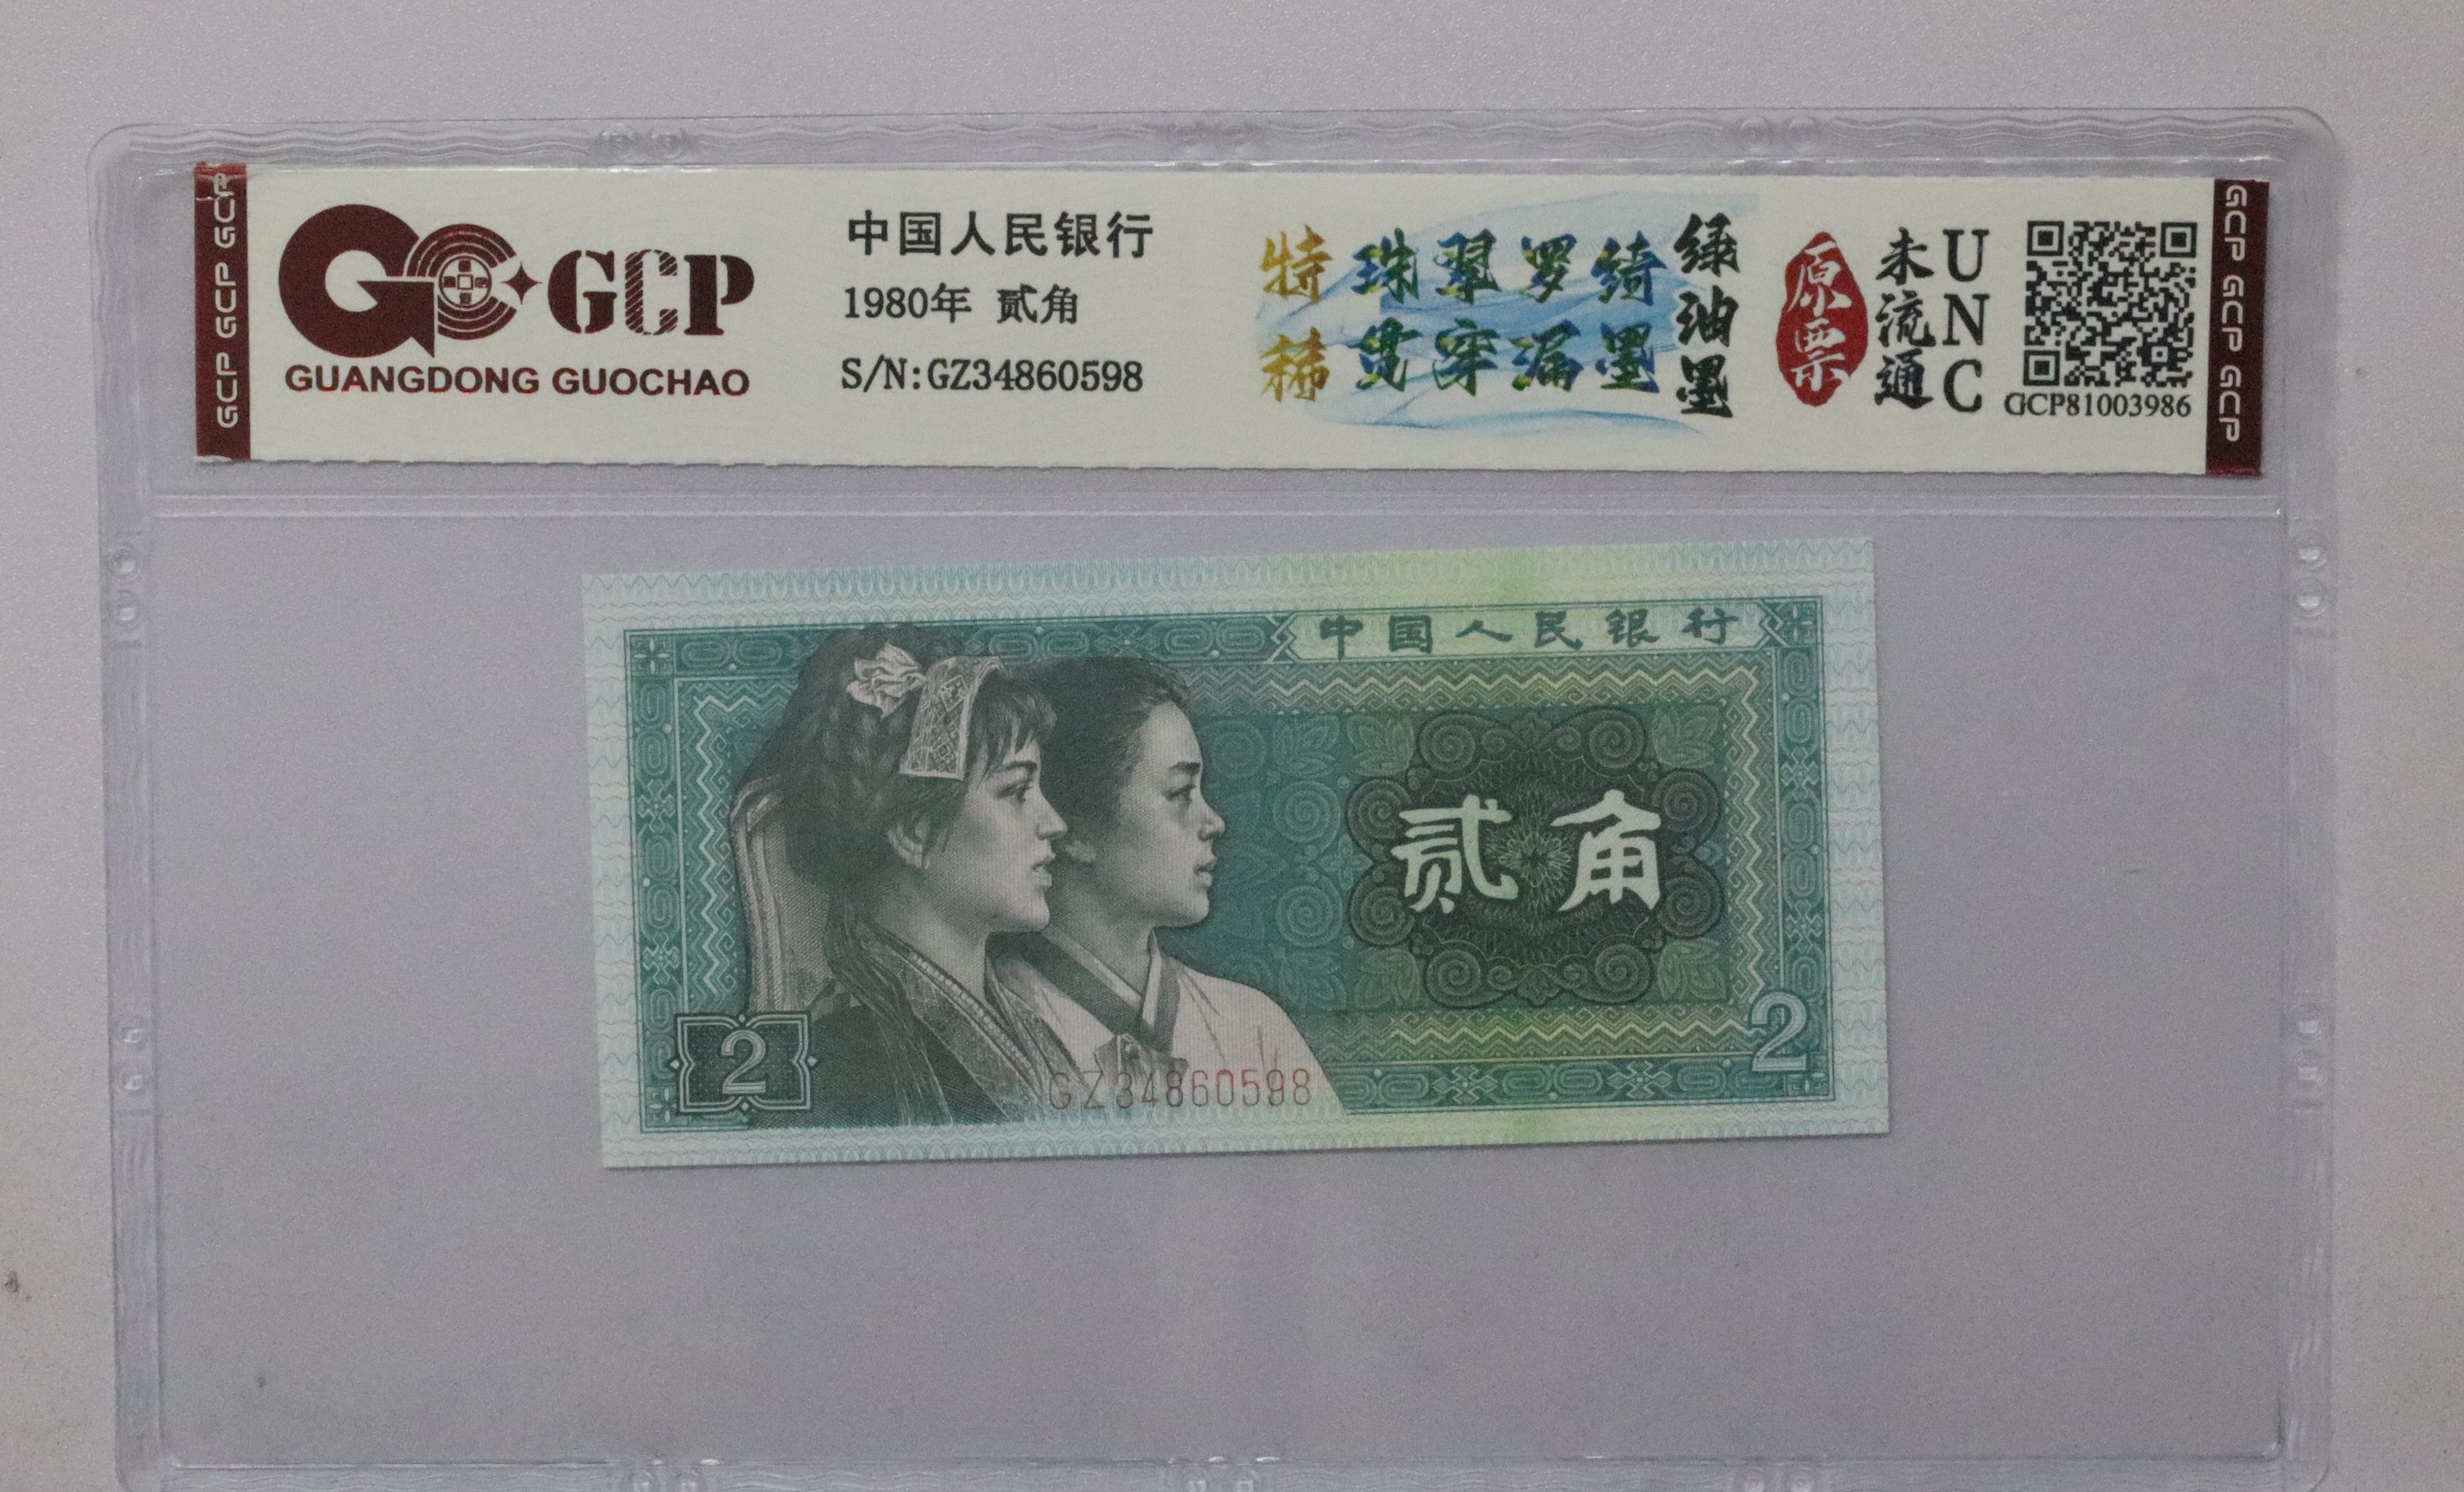 GCP GCP GCP
GCP
GUANGDONG GUOCHAO
中国人民银行
1980年 贰角
S/N:GZ34860598
特稀
珠翠罗绮
贯穿漏墨
绿油墨
原票
未流通
UNC
GCP81003986
GCP GCP GCP
中国人民银行
贰角
2
GZ34860598
2